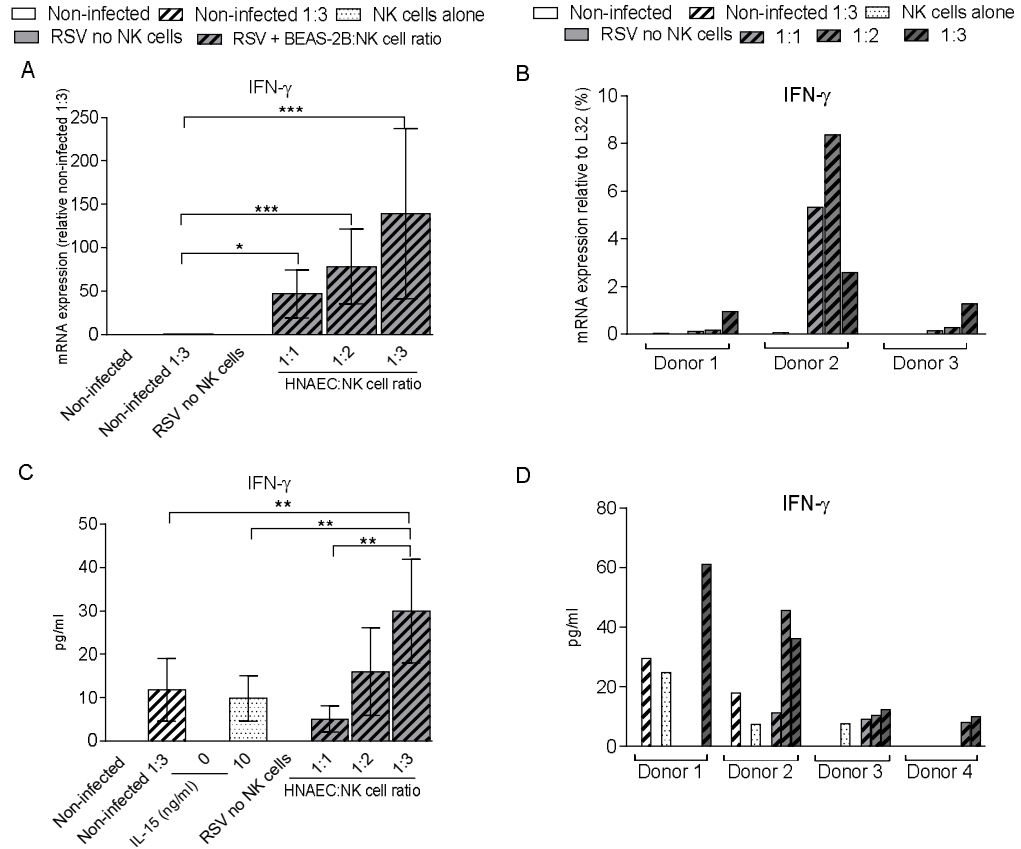 Non-infected Non-infected 1:3 NK cells alone
RSV no NK cells RSV + BEAS-2B:NK cell ratio
A
IFN-γ
mRNA expression (relative non-infected 1:3)
250
200
150
100
50
0
***
***
*
Non-infected
Non-infected 1:3
RSV no NK cells
1:1 1:2 1:3
HNAEC:NK cell ratio
Non-infected Non-infected 1:3 NK cells alone
RSV no NK cells 1:1 1:2 1:3
B
IFN-γ
mRNA expression relative to L32 (%)
10
8
6
4
2
0
Donor 1 Donor 2 Donor 3
C
IFN-γ
pg/ml
50
40
30
20
10
0
**
**
**
Non-infected
Non-infected 1:3
0 10
IL-15 (ng/ml)
RSV no NK cells
1:1 1:2 1:3
HNAEC:NK cell ratio
D
IFN-γ
pg/ml
80
60
40
20
0
Donor 1 Donor 2 Donor 3 Donor 4